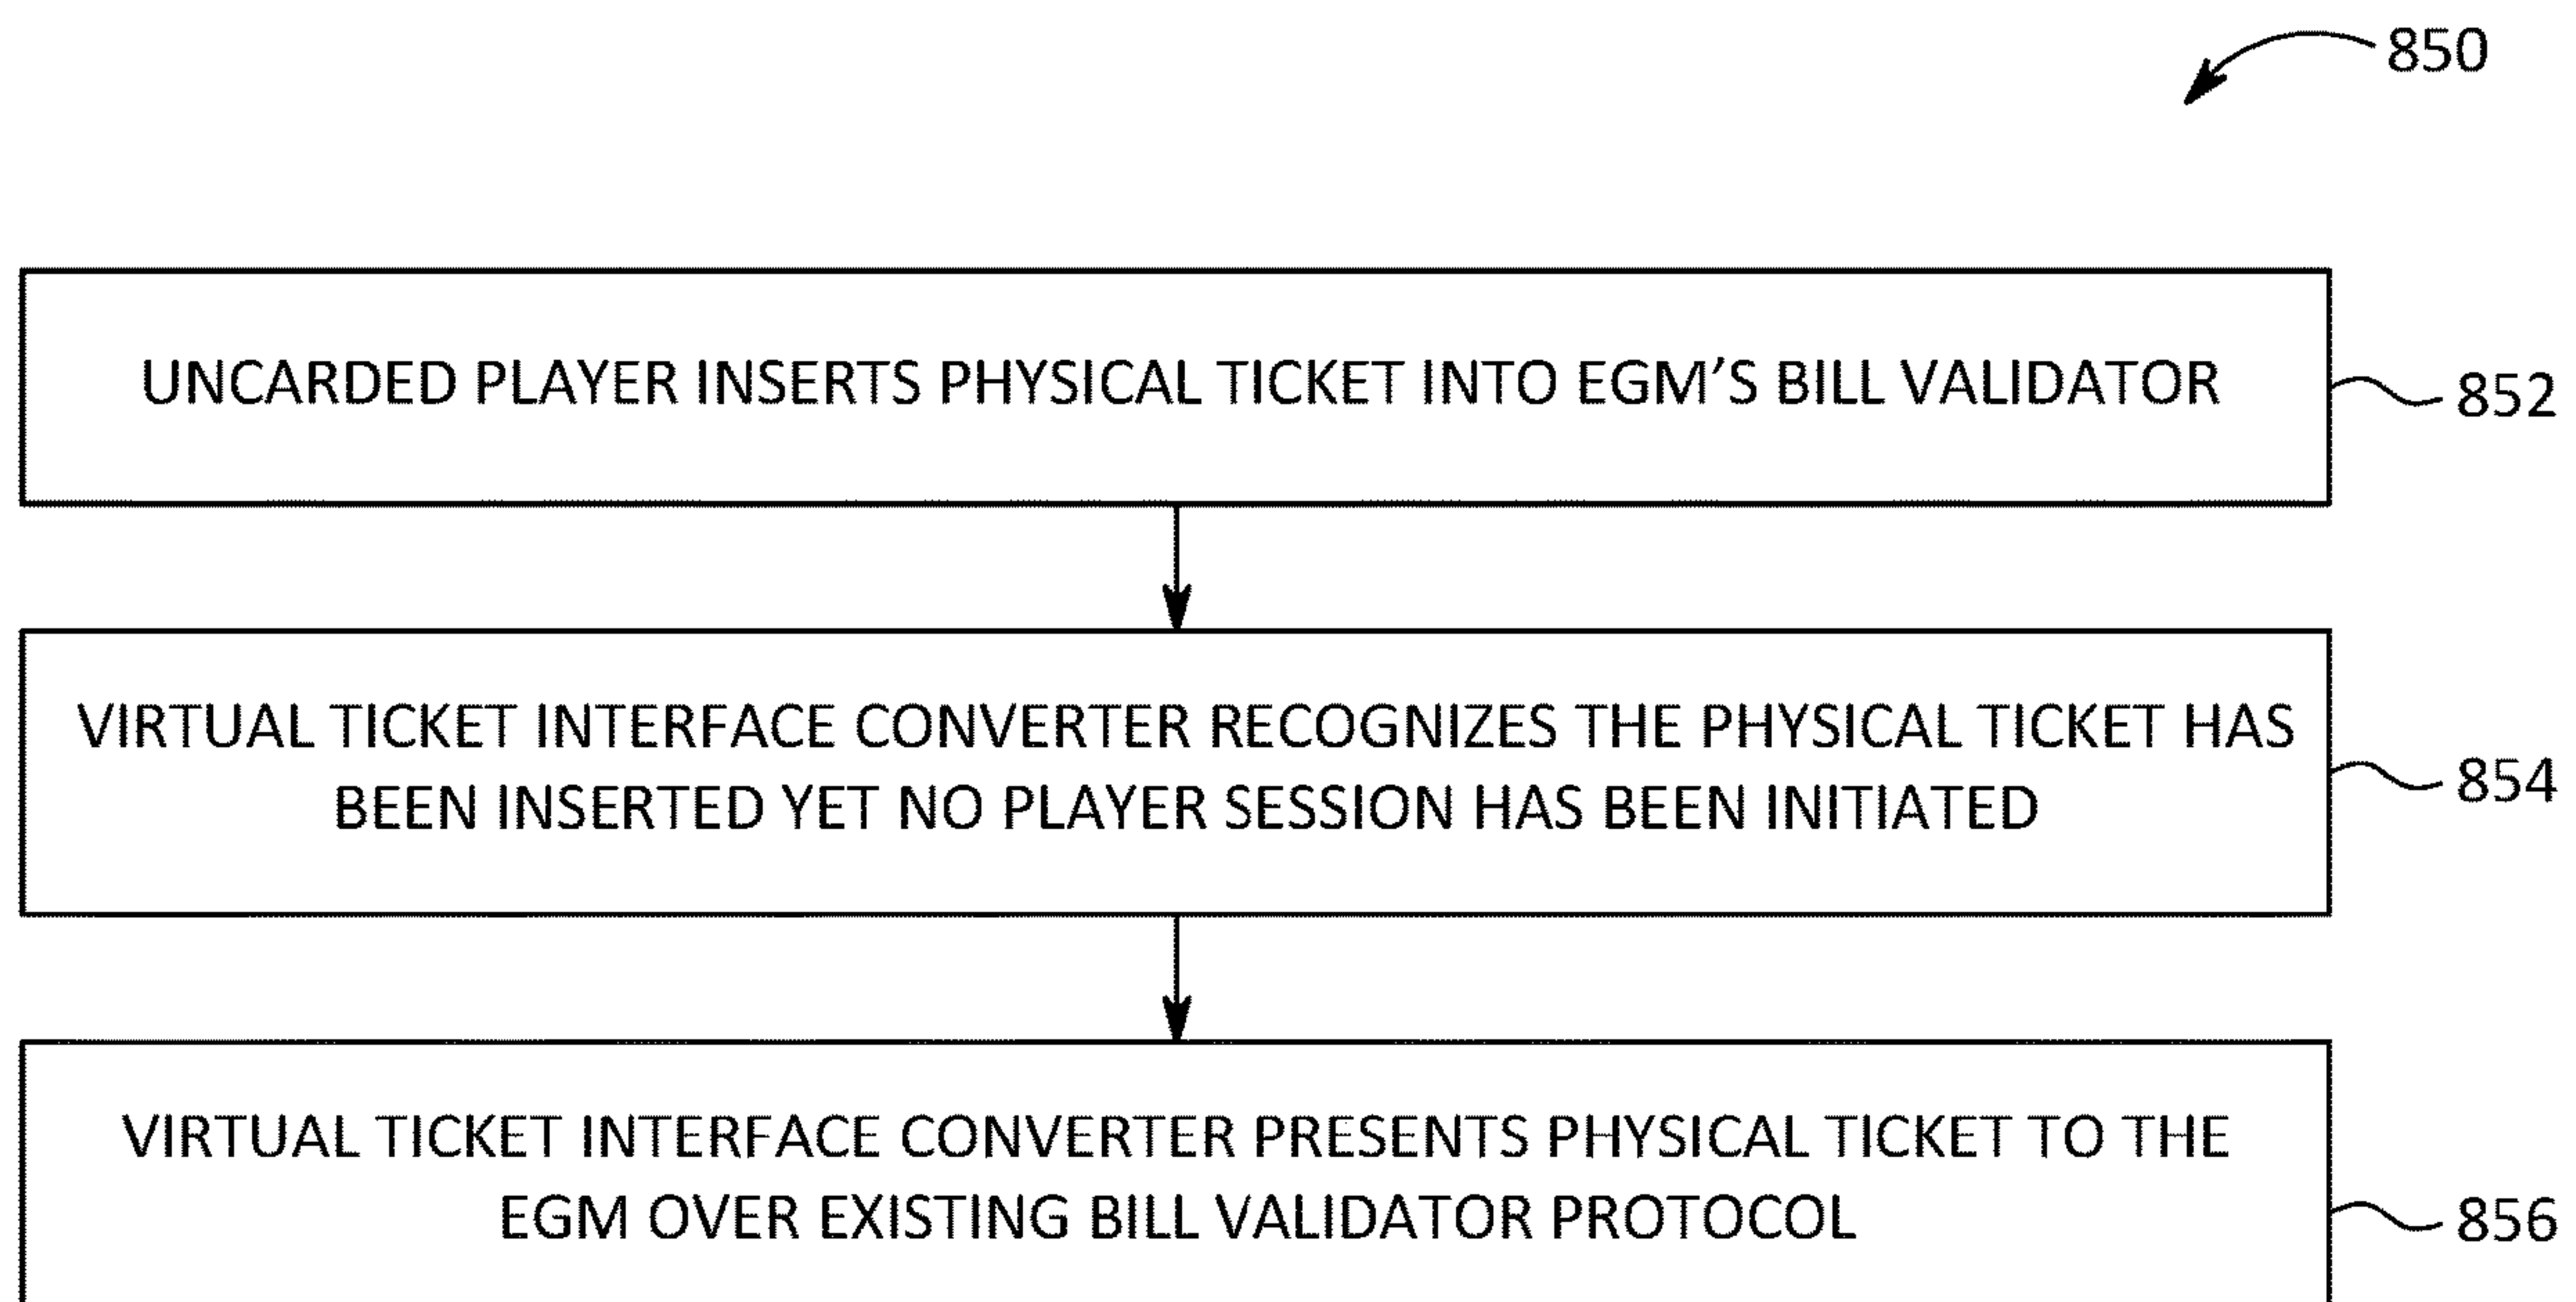 850
UNCARDED PLAYER INSERTS PHYSICAL TICKET INTO EGM'S BILL VALIDATOR
852
VIRTUAL TICKET INTERFACE CONVERTER RECOGNIZES THE PHYSICAL TICKET HAS
BEEN INSERTED YET NO PLAYER SESSION HAS BEEN INITIATED
854
VIRTUAL TICKET INTERFACE CONVERTER PRESENTS PHYSICAL TICKET TO THE
EGM OVER EXISTING BILL VALIDATOR PROTOCOL
856